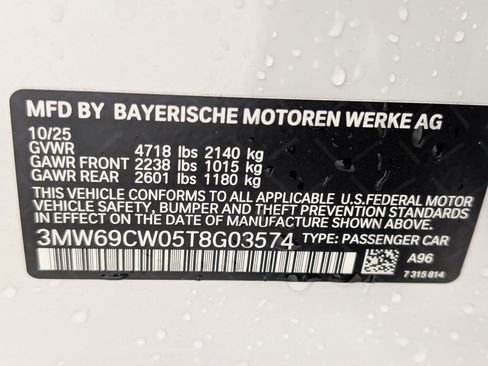 MFD BY BAYERISCHE MOTOREN WERKE AG
10/25
GVWR 4718 lbs 2140 kg
GAWR FRONT 2238 lbs 1015 kg
GAWR REAR 2601 lbs 1180 kg
THIS VEHICLE CONFORMS TO ALL APPLICABLE U.S.FEDERAL MOTOR
VEHICLE SAFETY, BUMPER, AND THEFT PREVENTION STANDARDS
IN EFFECT ON THE DATE OF MANUFACTURE SHOWN ABOVE.
3MW69CW05T8G03574 TYPE: PASSENGER CAR
A96
7 315 814